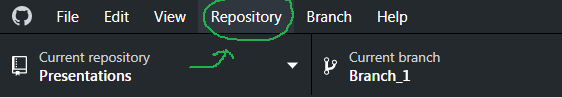 File Edit View Repository Branch Help
Current repository Current branch
Presentations Branch_1